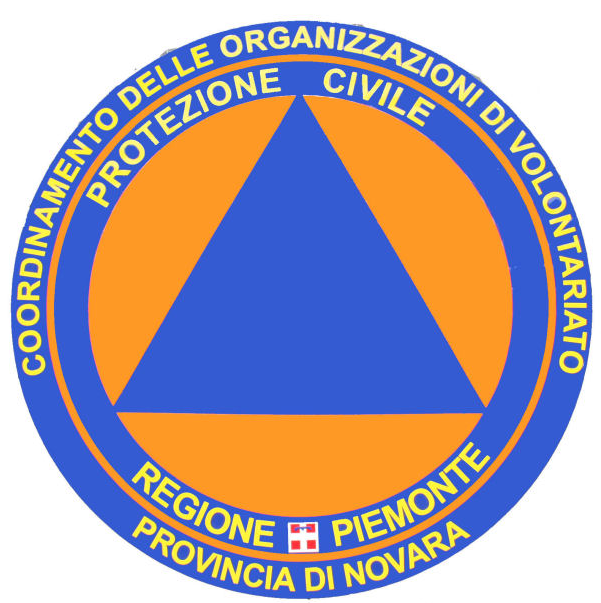 COORDINAMENTO DELLE ORGANIZZAZIONI DI VOLONTARIATO
PROTEZIONE CIVILE
REGIONE PIEMONTE
PROVINCIA DI NOVARA